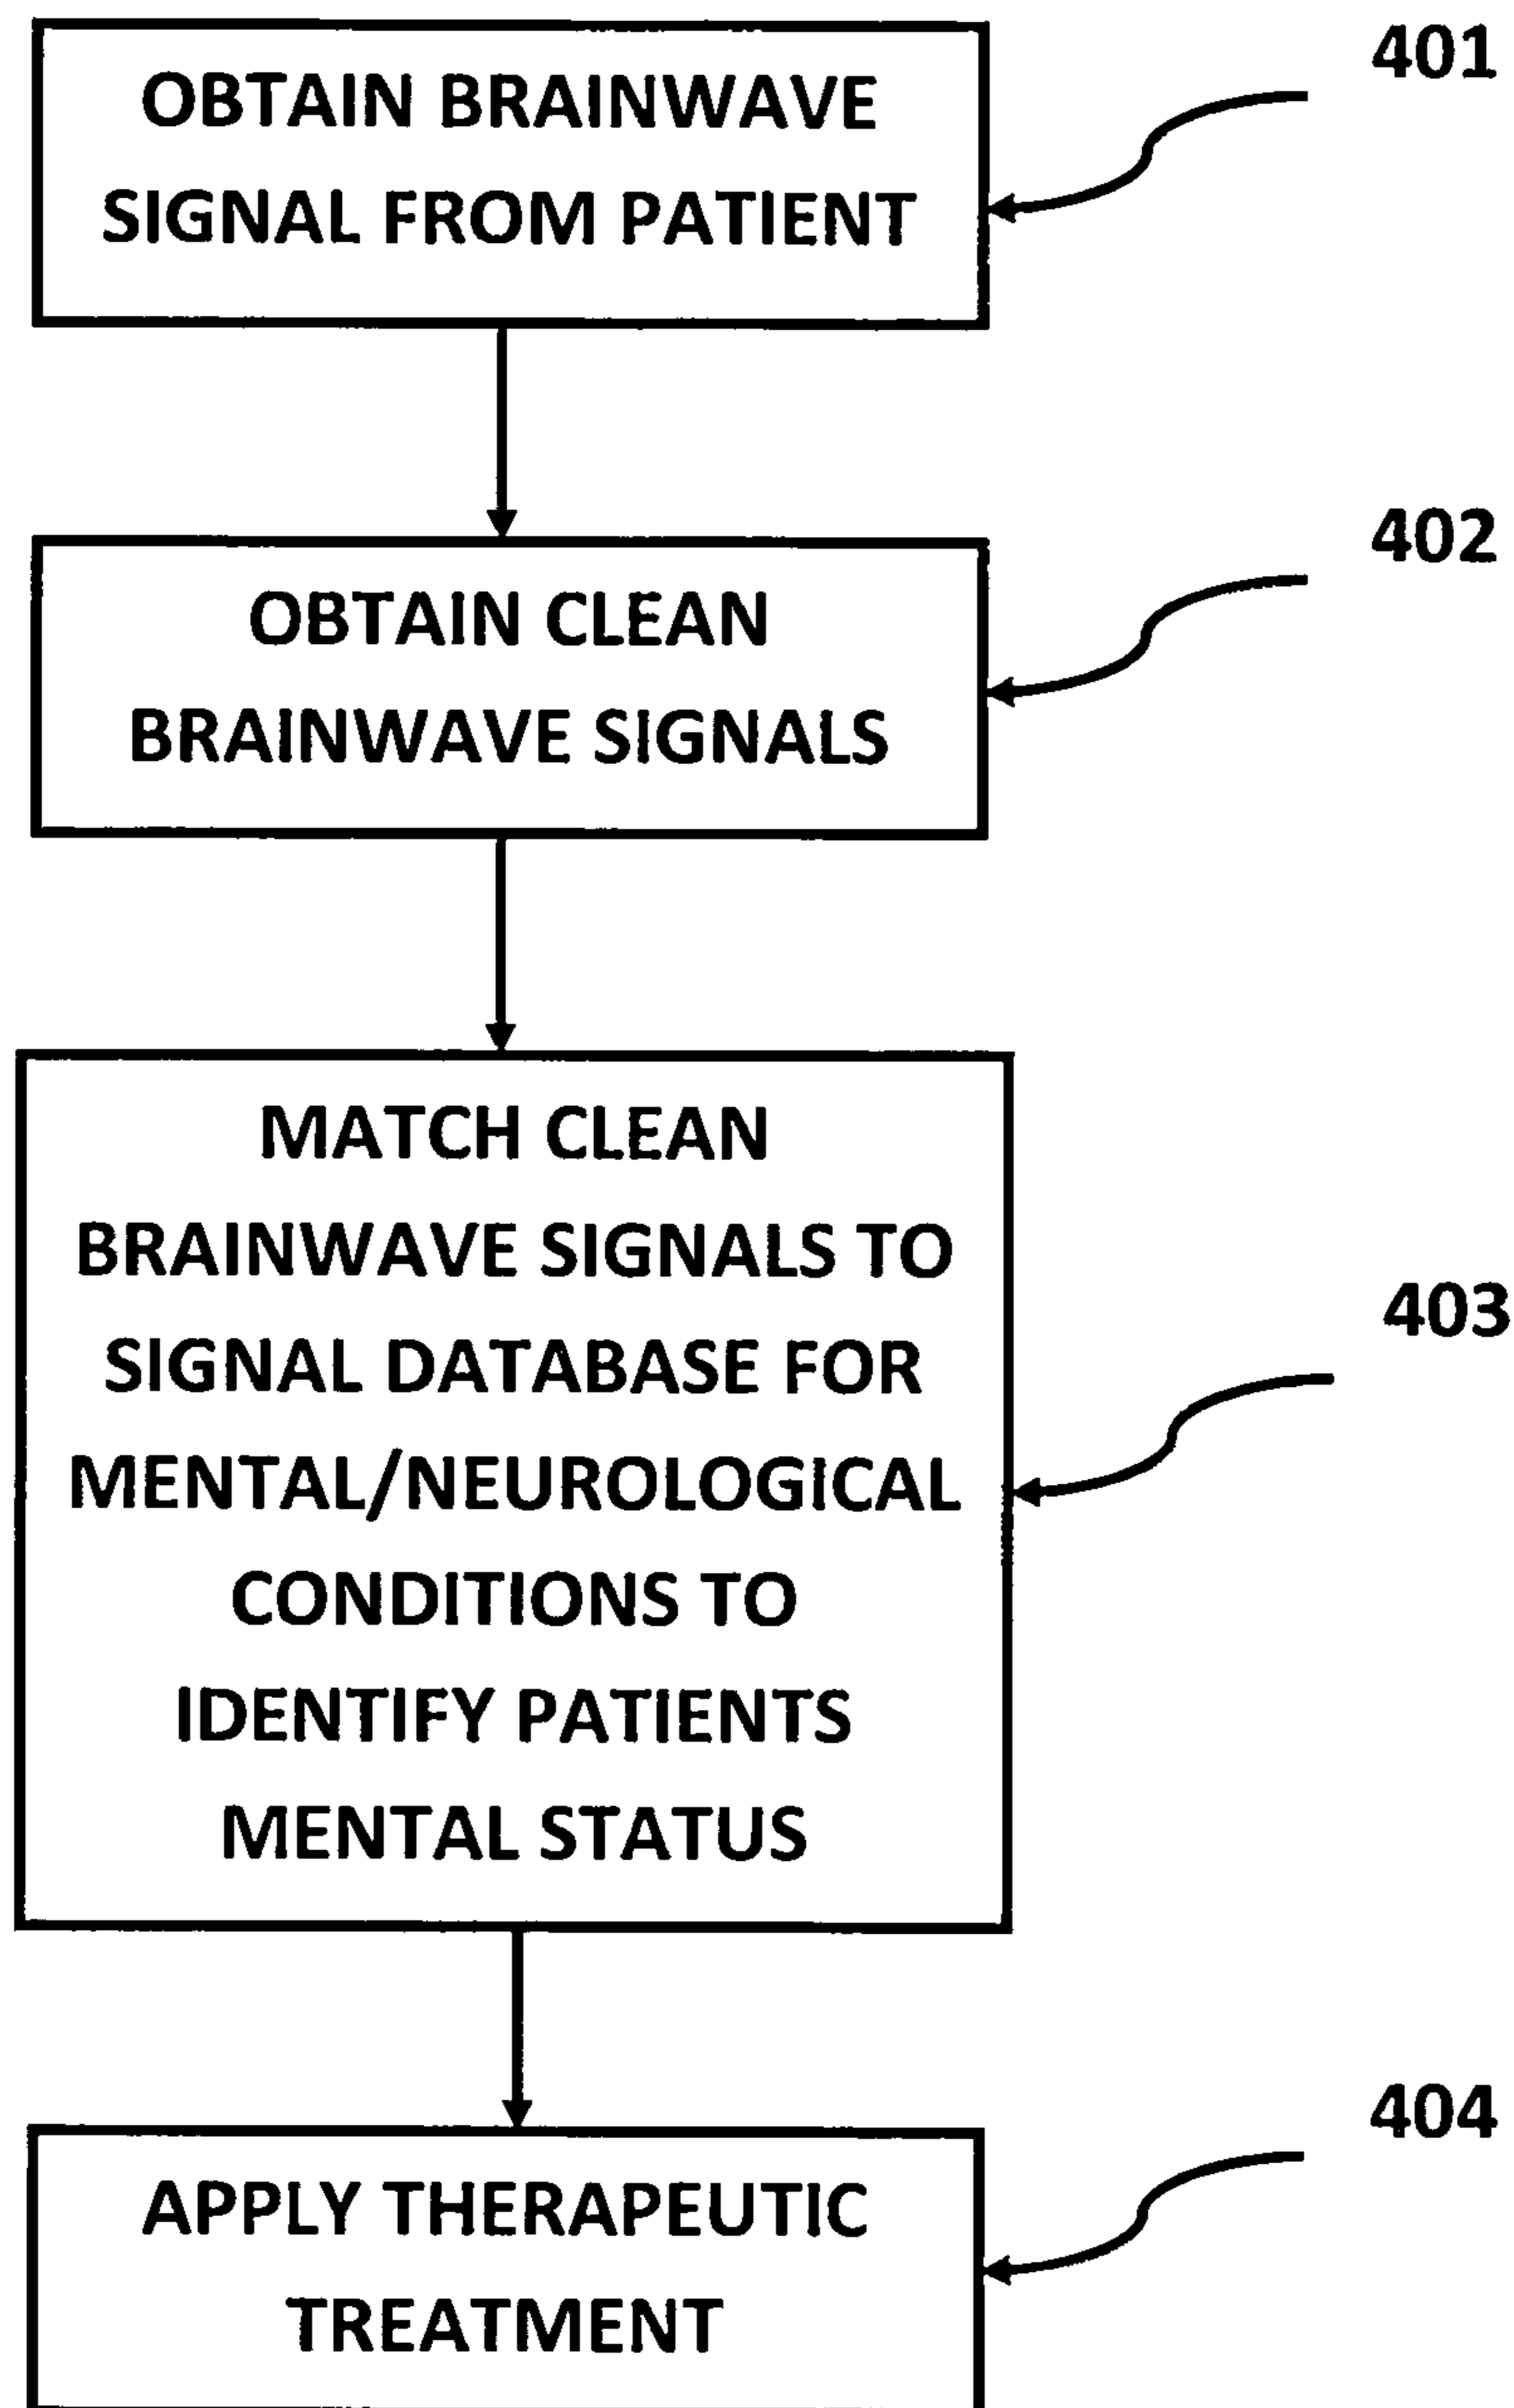 OBTAIN BRAINWAVE
SIGNAL FROM PATIENT
401
OBTAIN CLEAN
BRAINWAVE SIGNALS
402
MATCH CLEAN
BRAINWAVE SIGNALS TO
SIGNAL DATABASE FOR
MENTAL/NEUROLOGICAL
CONDITIONS TO
IDENTIFY PATIENTS
MENTAL STATUS
403
APPLY THERAPEUTIC
TREATMENT
404